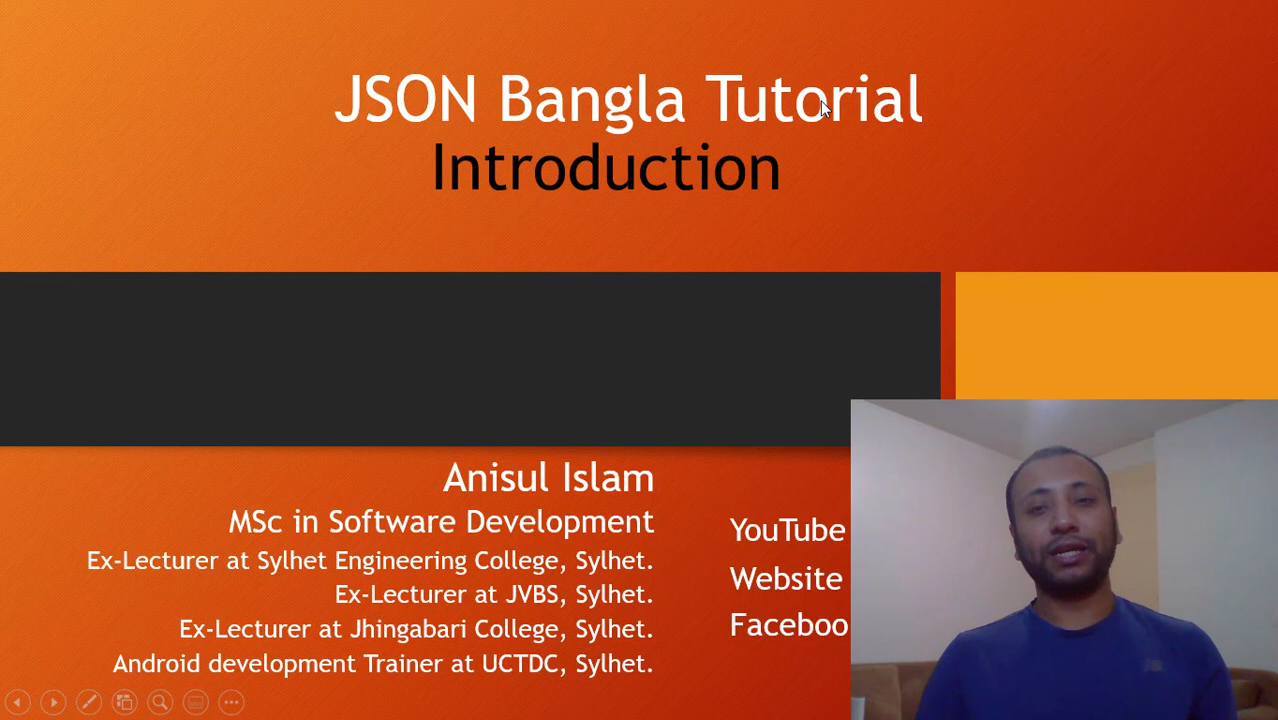 JSON Bangla Tutorial
Introduction
Anisul Islam
MSc in Software Development
Ex-Lecturer at Sylhet Engineering College, Sylhet.
Ex-Lecturer at JVBS, Sylhet.
Ex-Lecturer at Jhingabari College, Sylhet.
Android development Trainer at UCTDC, Sylhet.
YouTube
Website
Faceboo